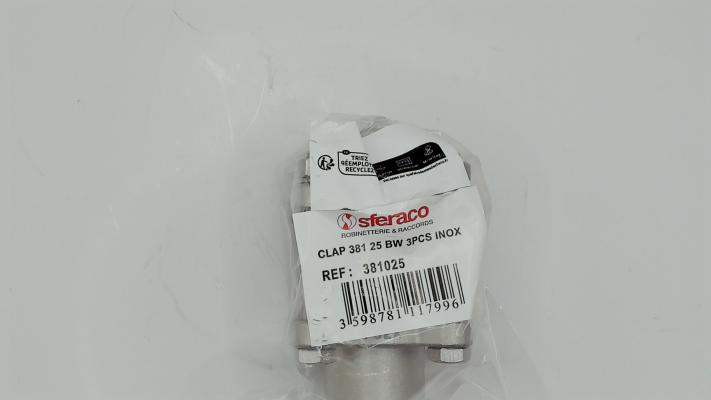 TRIEZ
RÉEMPLOYEZ
RECYCLEZ
sferaco
ROBINETTERIE & RACCORDS
CLAP 381 25 BW 3PCS INOX
REF : 381025
3 598781 117996